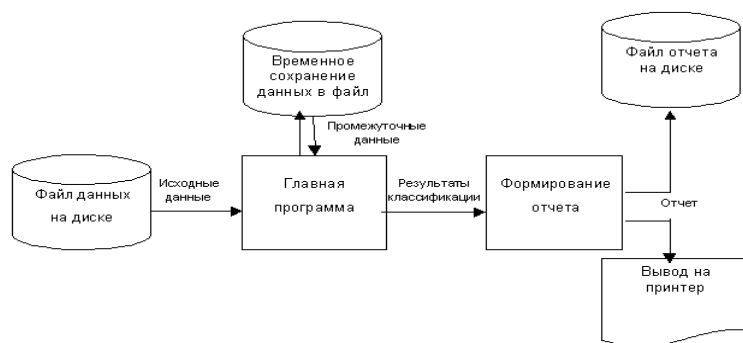 Временное
сохранение
данных в файл
Файл отчета
на диске
Промежуточные
данные
Файл данных
на диске
Исходные
данные
Главная
программа
Результаты
классификации
Формирование
отчета
Отчет
Вывод на
принтер